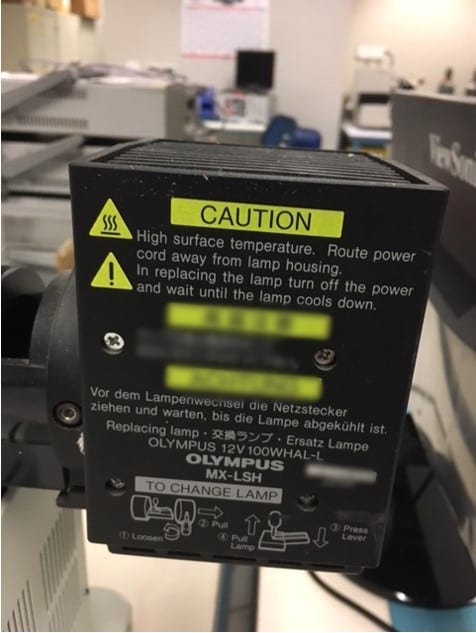 CAUTION
High surface temperature. Route power
cord away from lamp housing.
In replacing the lamp turn off the power
and wait until the lamp cools down.
Vor dem Lampenwechsel die Netzstecker
ziehen und warten, bis die Lampe abgekühlt ist.
Replacing lamp・交換ランプ・Ersatz Lampe
OLYMPUS 12V100WHAL-L
OLYMPUS
MX-LSH
TO CHANGE LAMP
① Loosen
② Pull
③ Press
Lever
④ Pull
Lamp
ViewSonic